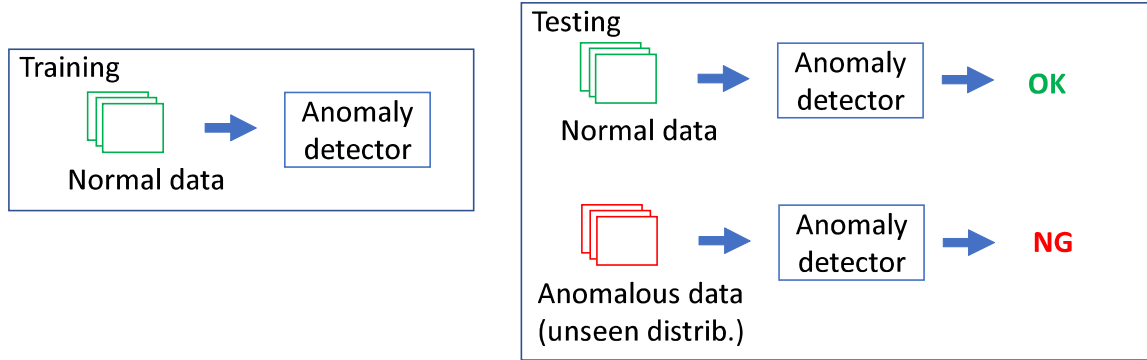 Training
Anomaly
detector
Normal data
Testing
Anomaly
detector
OK
Normal data
Anomaly
detector
NG
Anomalous data
(unseen distrib.)